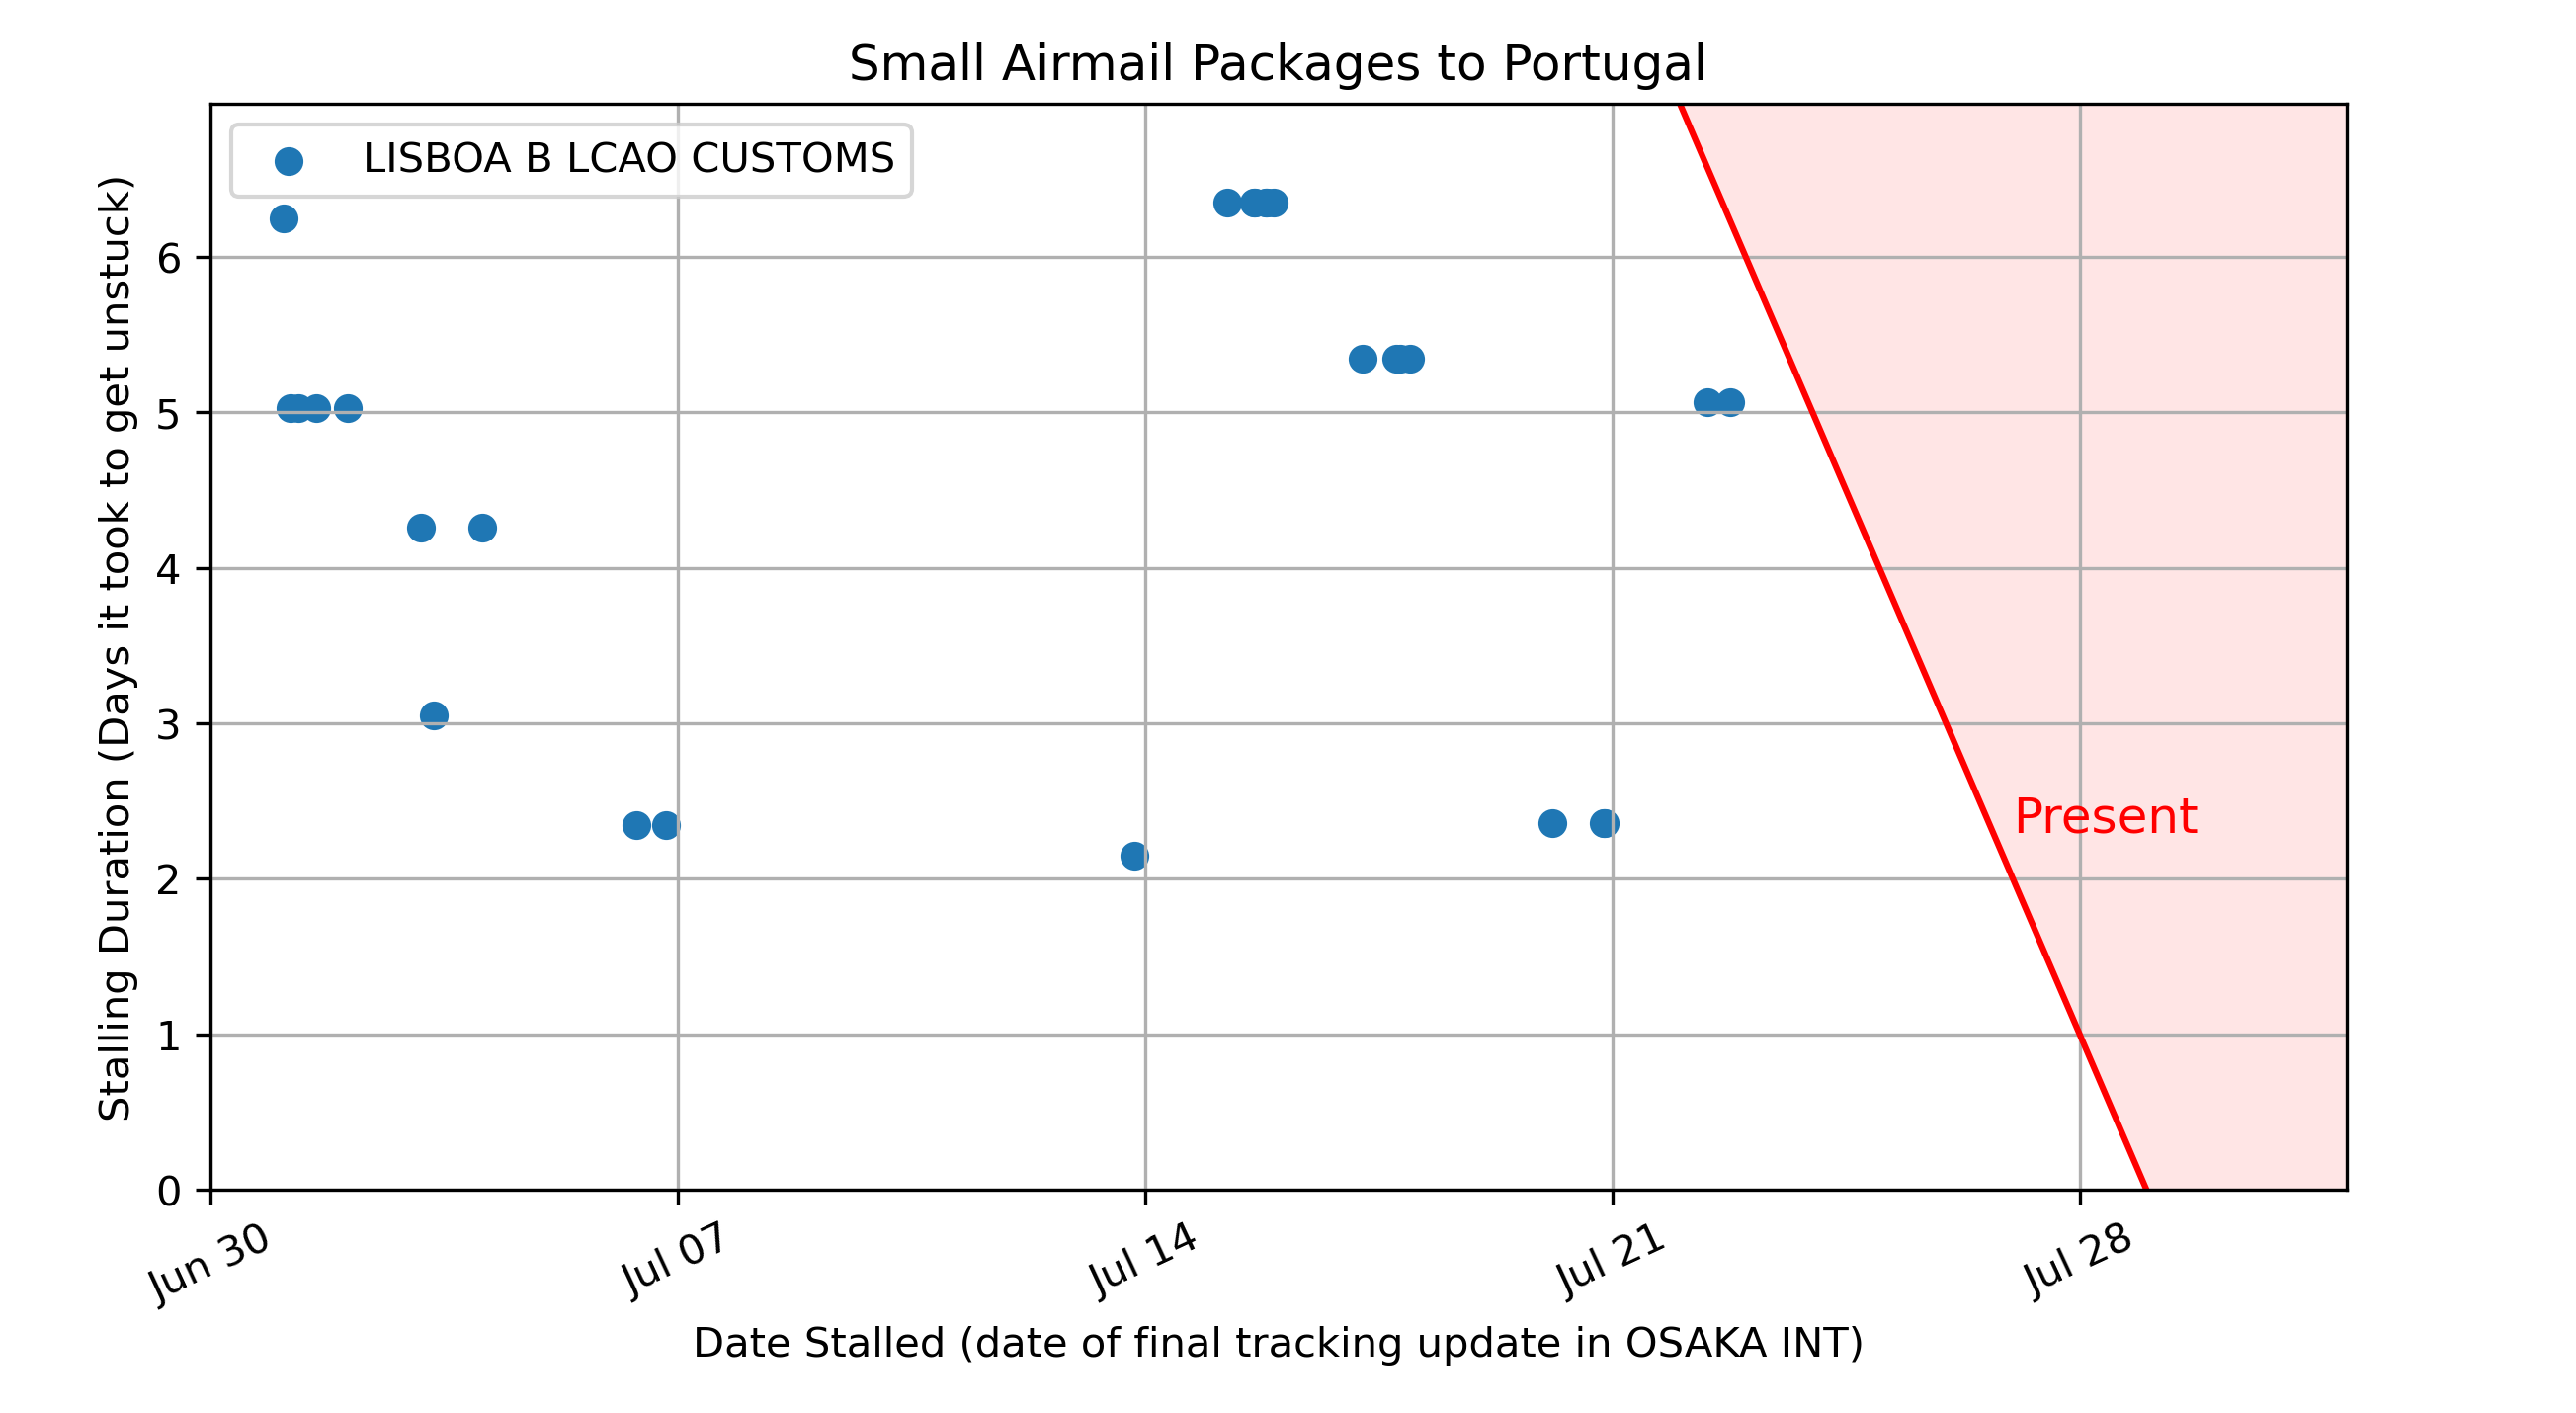 Small Airmail Packages to Portugal
LISBOA B LCAO CUSTOMS
Stalling Duration (Days it took to get unstuck)
6
5
4
3
2
1
0
Present
Jun 30
Jul 07
Jul 14
Jul 21
Jul 28
Date Stalled (date of final tracking update in OSAKA INT)